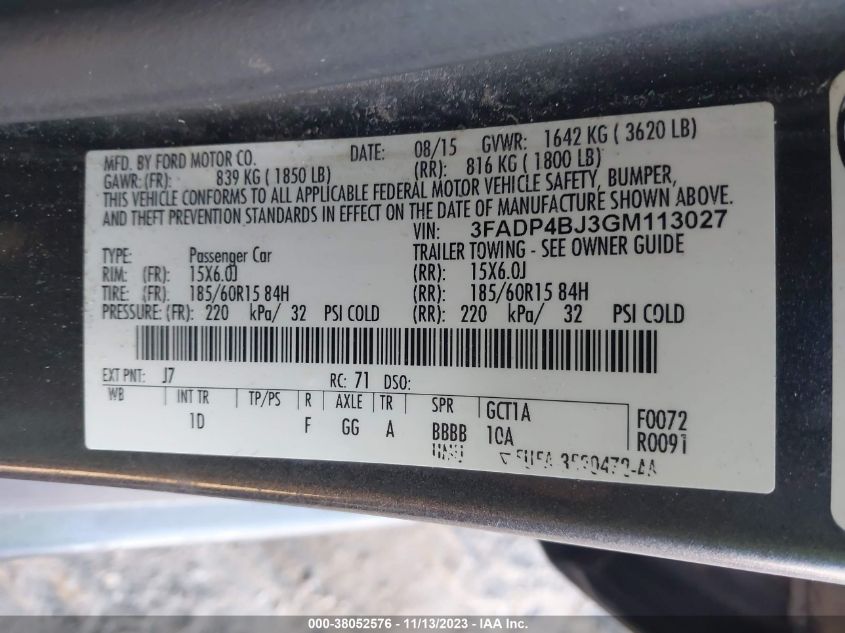 MFD. BY FORD MOTOR CO. DATE: 08/15 GVWR: 1642 KG ( 3620 LB)
GAWR: (FR): 839 KG ( 1850 LB) (RR): 816 KG ( 1800 LB)
THIS VEHICLE CONFORMS TO ALL APPLICABLE FEDERAL MOTOR VEHICLE SAFETY, BUMPER,
AND THEFT PREVENTION STANDARDS IN EFFECT ON THE DATE OF MANUFACTURE SHOWN ABOVE.
VIN: 3FADP4BJ3GM113027
TYPE: Passenger Car TRAILER TOWING - SEE OWNER GUIDE
RIM: (FR): 15X6.0J (RR): 15X6.0J
TIRE: (FR): 185/60R15 84H (RR): 185/60R15 84H
PRESSURE: (FR): 220 kPa/ 32 PSI COLD (RR): 220 kPa/ 32 PSI COLD
EXT PNT: J7 RC: 71 DSO:
WB INT TR TP/PS R AXLE TR SPR GCT1A F0072
1D F GG A BBBB 10A R0091
000-38052576 - 11/13/2023 - IAA Inc.